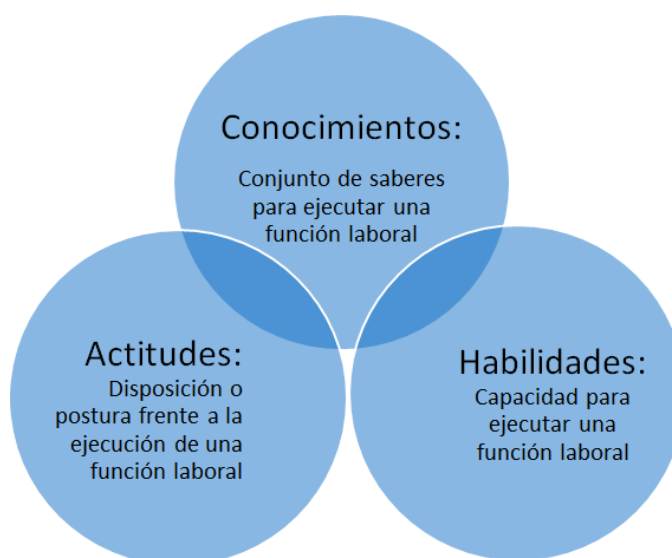 Conocimientos:
Conjunto de saberes
para ejecutar una
función laboral
Actitudes:
Disposición o
postura frente a la
ejecución de una
función laboral
Habilidades:
Capacidad para
ejecutar una
función laboral